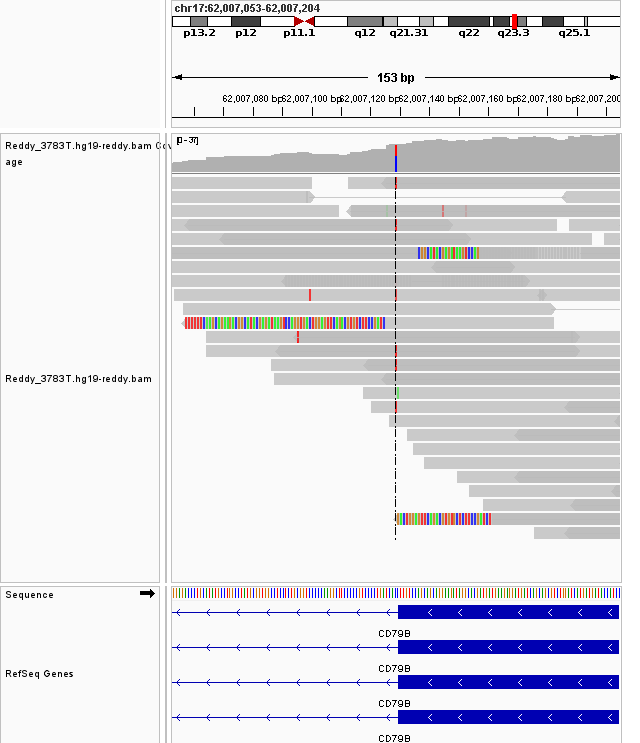 chr17:62,007,053-62,007,204
p13.2 p12 p11.1 q12 q21.31 q22 q23.3 q25.1
153 bp
62,007,080 bp 62,007,100 bp 62,007,120 bp 62,007,140 bp 62,007,160 bp 62,007,180 bp 62,007,200
Reddy_3783T.hg19-reddy.bam Cov
age
[0 - 37]
Reddy_3783T.hg19-reddy.bam
Sequence
CD79B
CD79B
RefSeq Genes
CD79B
CD79B